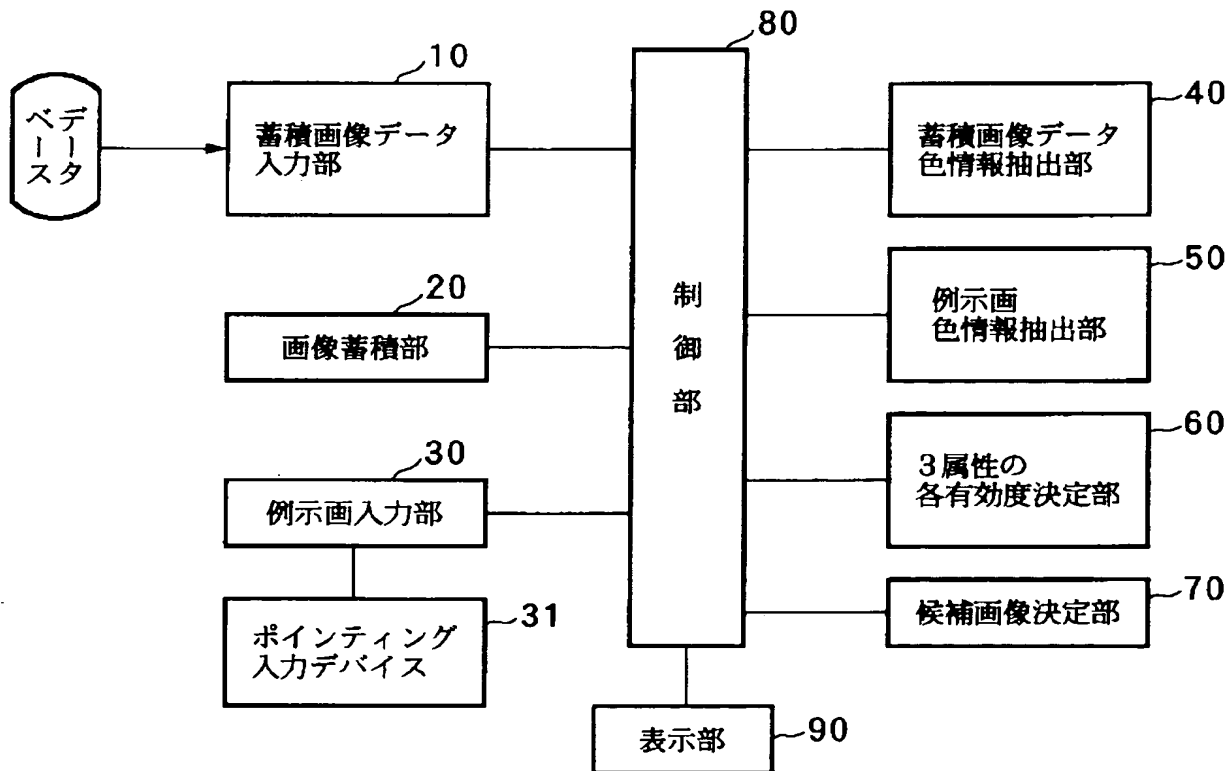 80
10
データ
ベース
蓄積画像データ
入力部
40
蓄積画像データ
色情報抽出部
50
例示画
色情報抽出部
20
画像蓄積部
制御部
60
3属性の
各有効度決定部
30
例示画入力部
70
候補画像決定部
31
ポインティング
入力デバイス
90
表示部